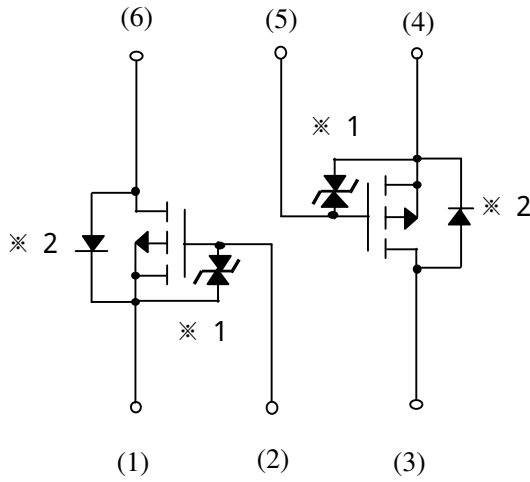 (6) (5) (4)
※ 1
※ 2
※ 2
※ 1
(1) (2) (3)